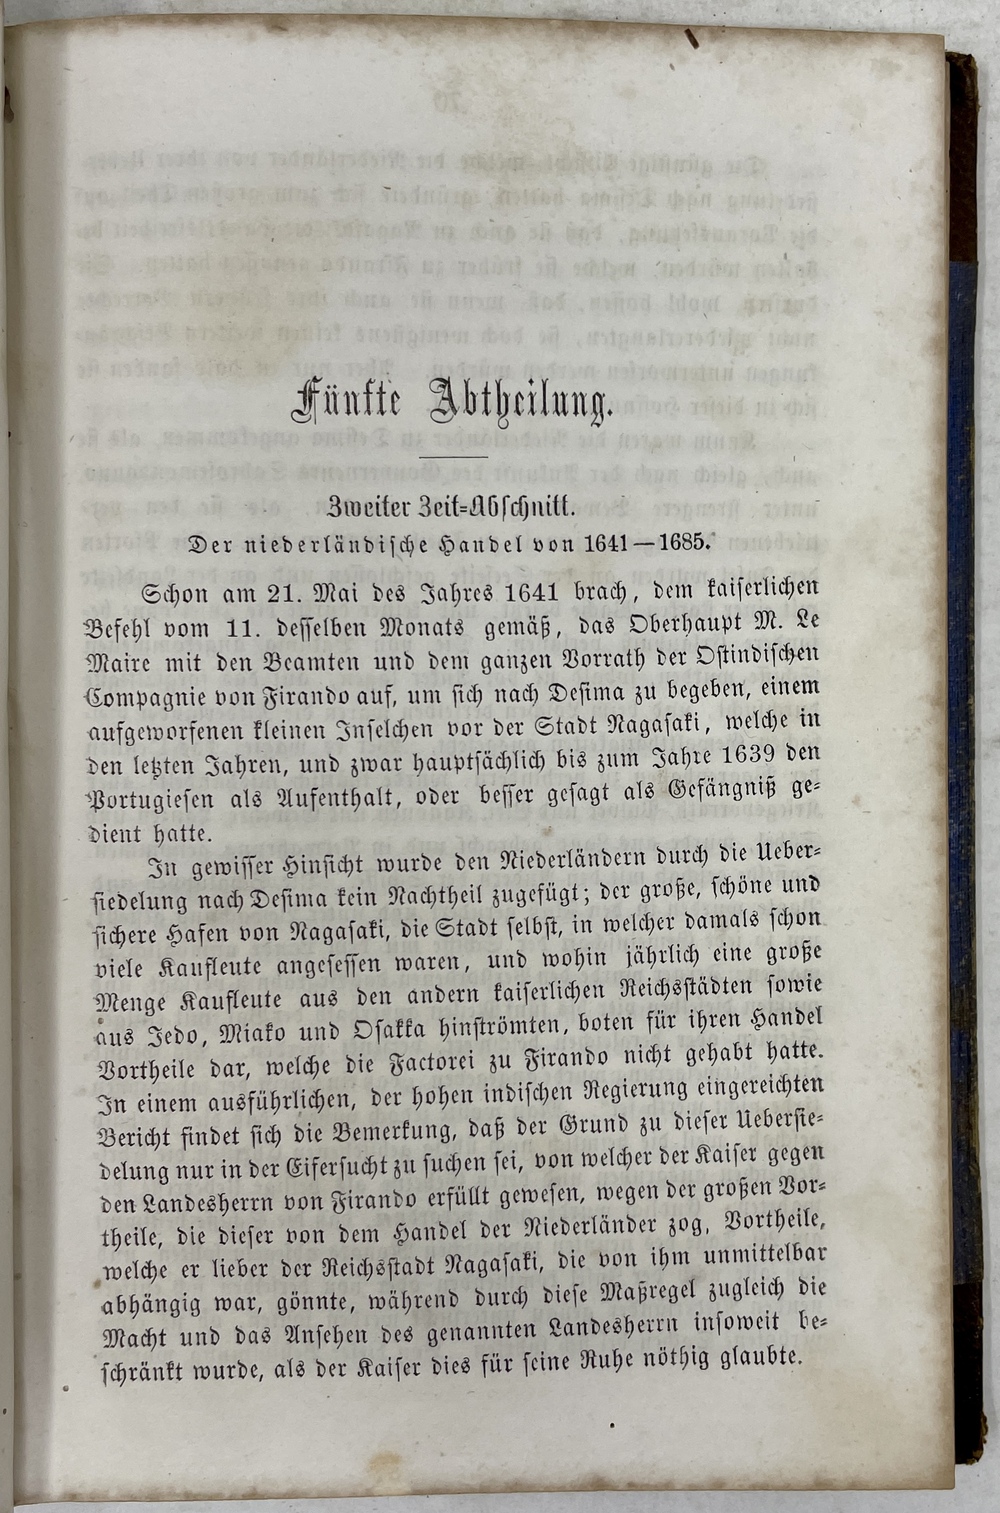 Fünfte Abtheilung.
Zweiter Zeit-Abschnitt.
Der niederländische Handel von 1641—1685.
Schon am 21. Mai des Jahres 1641 brach, dem kaiserlichen
Befehl vom 11. desselben Monats gemäß, das Oberhaupt M. Le
Maire mit den Beamten und dem ganzen Vorrath der Ostindischen
Compagnie von Firando auf, um sich nach Desima zu begeben, einem
aufgeworfenen kleinen Inselchen vor der Stadt Nagasaki, welche in
den letzten Jahren, und zwar hauptsächlich bis zum Jahre 1639 den
Portugiesen als Aufenthalt, oder besser gesagt als Gefängniß ge-
dient hatte.
In gewisser Hinsicht wurde den Niederländern durch die Ueber-
siedelung nach Desima kein Nachtheil zugefügt; der große, schöne und
sichere Hafen von Nagasaki, die Stadt selbst, in welcher damals schon
viele Kaufleute angesessen waren, und wohin jährlich eine große
Menge Kaufleute aus den andern kaiserlichen Reichsstädten sowie
aus Jedo, Miako und Osakka hinströmten, boten für ihren Handel
Vortheile dar, welche die Factorei zu Firando nicht gehabt hatte.
In einem ausführlichen, der hohen indischen Regierung eingereichten
Bericht findet sich die Bemerkung, daß der Grund zu dieser Uebersie-
delung nur in der Eifersucht zu suchen sei, von welcher der Kaiser gegen
den Landesherrn von Firando erfüllt gewesen, wegen der großen Vor-
theile, die dieser von dem Handel der Niederländer zog, Vortheile,
welche er lieber der Reichsstadt Nagasaki, die von ihm unmittelbar
abhängig war, gönnte, während durch diese Maßregel zugleich die
Macht und das Ansehen des genannten Landesherrn insoweit be-
schränkt wurde, als der Kaiser dies für seine Ruhe nöthig glaubte.